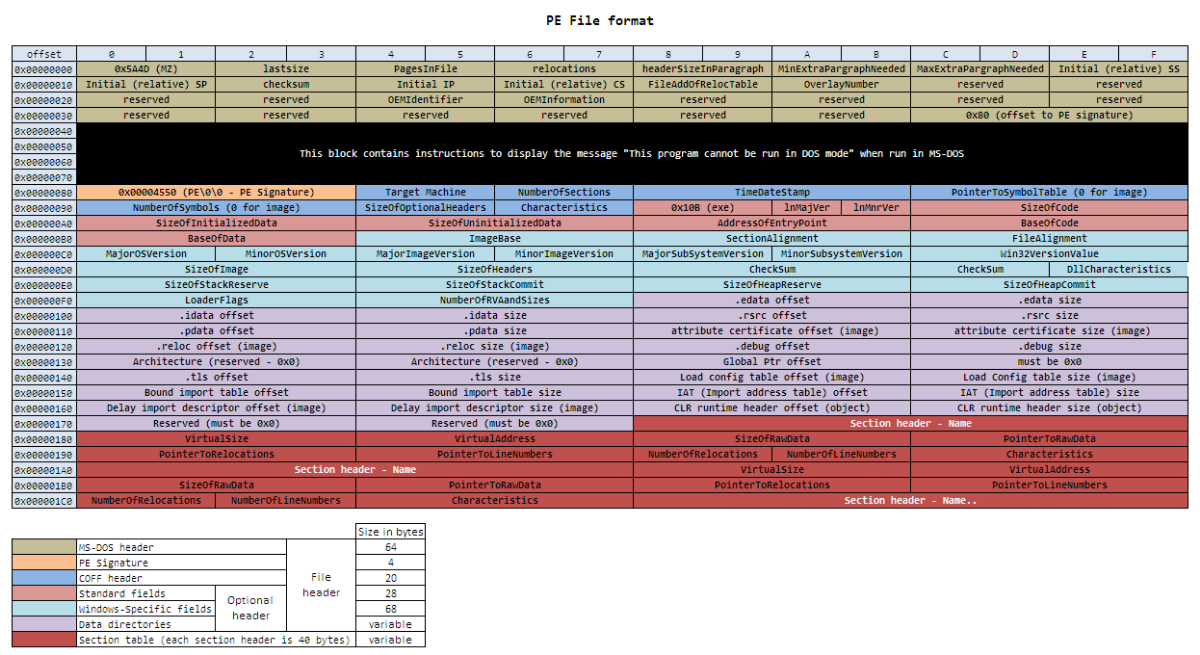 PE File format
offset 0 1 2 3 4 5 6 7 8 9 A B C D E F
0x00000000 0x5A4D (MZ) lastsize PagesInFile relocations headerSizeInParagraph MinExtraPargraphNeeded MaxExtraPargraphNeeded Initial (relative) SS
0x00000010 Initial (relative) SP checksum Initial IP Initial (relative) CS FileAddOfRelocTable OverlayNumber reserved reserved
0x00000020 reserved reserved OEMIdentifier OEMInformation reserved reserved reserved reserved
0x00000030 reserved reserved reserved reserved reserved reserved 0x80 (offset to PE signature)
0x00000040
0x00000050
This block contains instructions to display the message "This program cannot be run in DOS mode" when run in MS-DOS
0x00000060
0x00000070
0x00000080 0x00004550 (PE\0\0 - PE Signature) Target Machine NumberOfSections TimeDateStamp PointerToSymbolTable (0 for image)
0x00000090 NumberOfSymbols (0 for image) SizeOfOptionalHeaders Characteristics 0x10B (exe) lnMajVer lnMnrVer SizeOfCode
0x000000A0 SizeOfInitializedData SizeOfUninitializedData AddressOfEntryPoint BaseOfCode
0x000000B0 BaseOfData ImageBase SectionAlignment FileAlignment
0x000000C0 MajorOSVersion MinorOSVersion MajorImageVersion MinorImageVersion MajorSubSystemVersion MinorSubsystemVersion Win32VersionValue
0x000000D0 SizeOfImage SizeOfHeaders CheckSum CheckSum DllCharacteristics
0x000000E0 SizeOfStackReserve SizeOfStackCommit SizeOfHeapReserve SizeOfHeapCommit
0x000000F0 LoaderFlags NumberOfRVAandSizes .edata offset .edata size
0x00000100 .idata offset .idata size .rsrc offset .rsrc size
0x00000110 .pdata offset .pdata size attribute certificate offset (image) attribute certificate size (image)
0x00000120 .reloc offset (image) .reloc size (image) .debug offset .debug size
0x00000130 Architecture (reserved - 0x0) Architecture (reserved - 0x0) Global Ptr offset must be 0x0
0x00000140 .tls offset .tls size Load config table offset (image) Load Config table size (image)
0x00000150 Bound import table offset Bound import table size IAT (Import address table) offset IAT (Import address table) size
0x00000160 Delay import descriptor offset (image) Delay import descriptor size (image) CLR runtime header offset (object) CLR runtime header size (object)
0x00000170 Reserved (must be 0x0) Reserved (must be 0x0) Section header - Name
0x00000180 VirtualSize VirtualAddress SizeOfRawData PointerToRawData
0x00000190 PointerToRelocations PointerToLineNumbers NumberOfRelocations NumberOfLineNumbers Characteristics
0x000001A0 Section header - Name VirtualSize VirtualAddress
0x000001B0 SizeOfRawData PointerToRawData PointerToRelocations PointerToLineNumbers
0x000001C0 NumberOfRelocations NumberOfLineNumbers Characteristics Section header - Name..
Size in bytes
MS-DOS header 64
PE Signature 4
COFF header File header 20
Standard fields 28
Windows-Specific fields Optional header 68
Data directories variable
Section table (each section header is 40 bytes) variable